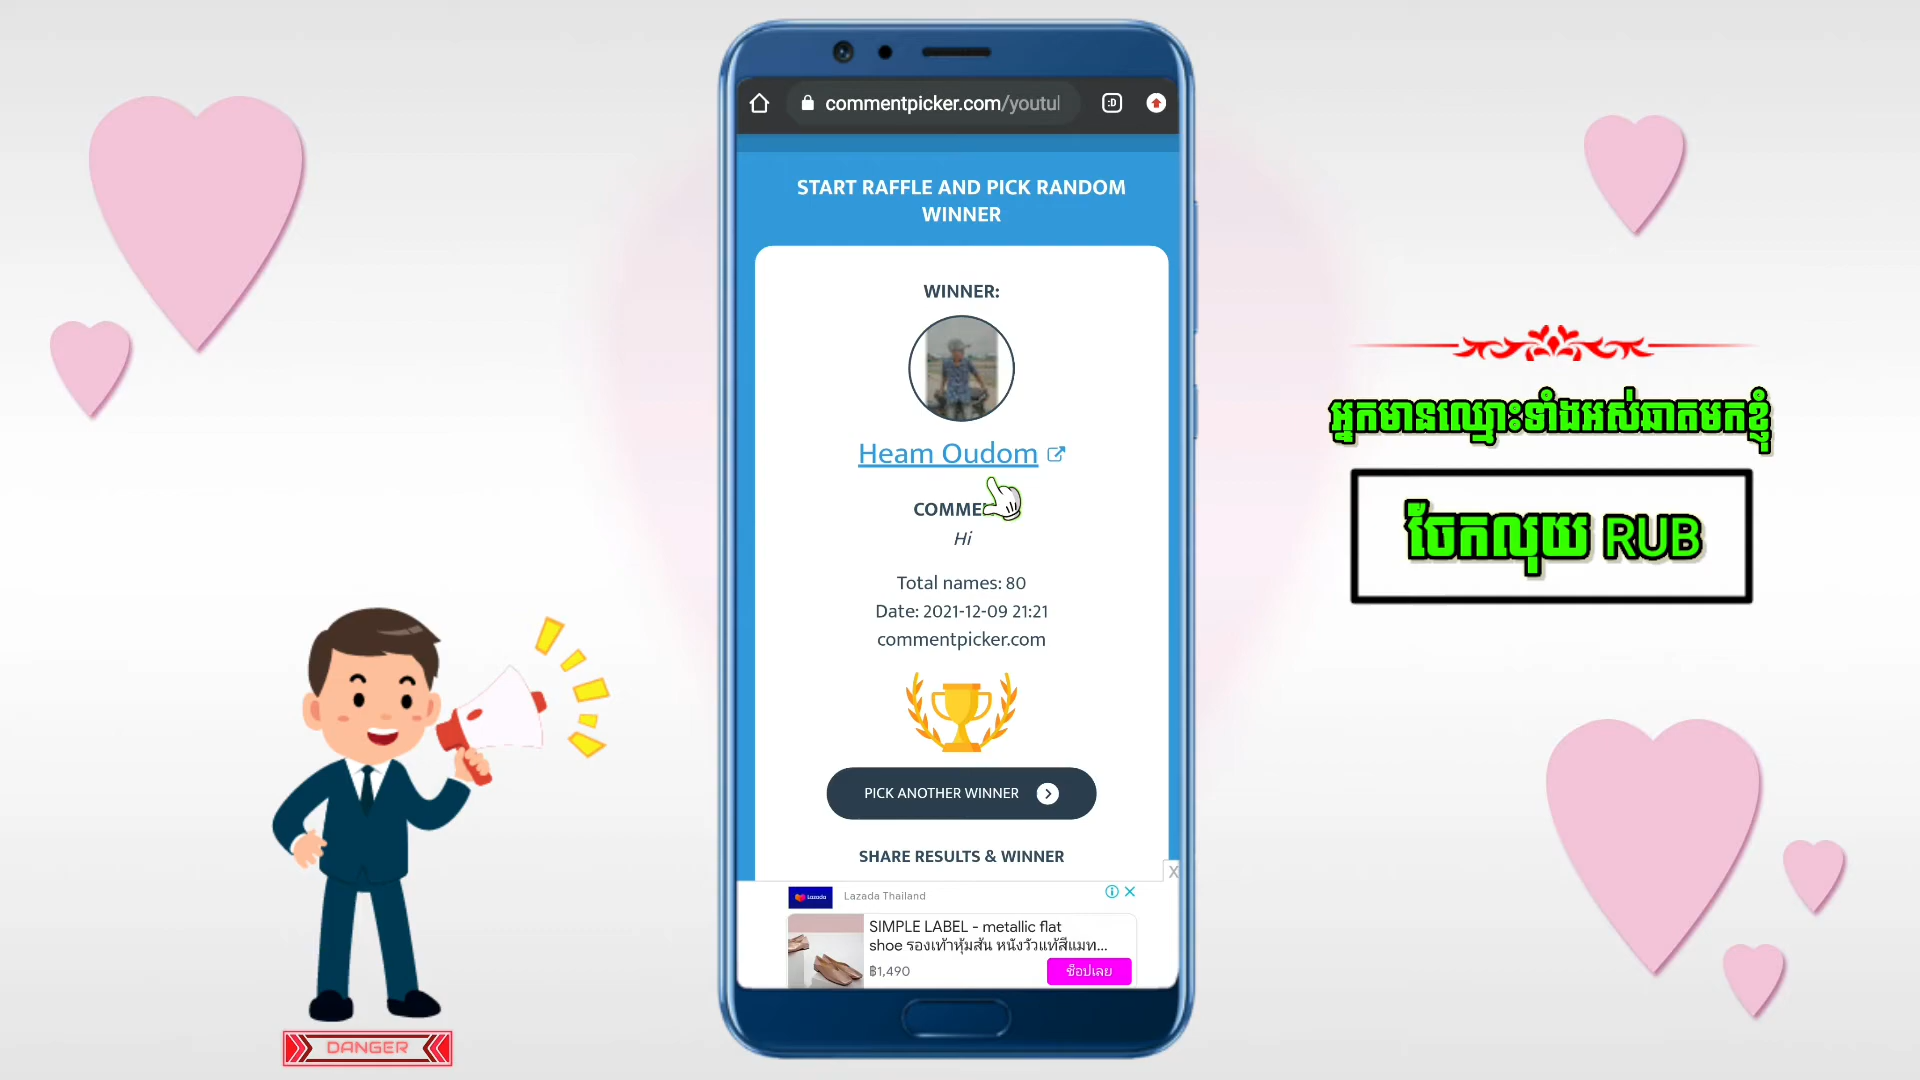 commentpicker.com/youtul
:D
START RAFFLE AND PICK RANDOM
WINNER
WINNER:
Heam Oudom
COMME
Hi
Total names: 80
Date: 2021-12-09 21:21
commentpicker.com
PICK ANOTHER WINNER
SHARE RESULTS & WINNER
X
Lazada
Lazada Thailand
SIMPLE LABEL - metallic flat
shoe รองเท้าหุ้มส้น หนังวัวแท้สีแมท...
฿1,490
ช็อปเลย
អ្នកមានឈ្មោះទាំងអស់ឆាតមកខ្ញុំ
ចែកលុយ RUB
DANGER